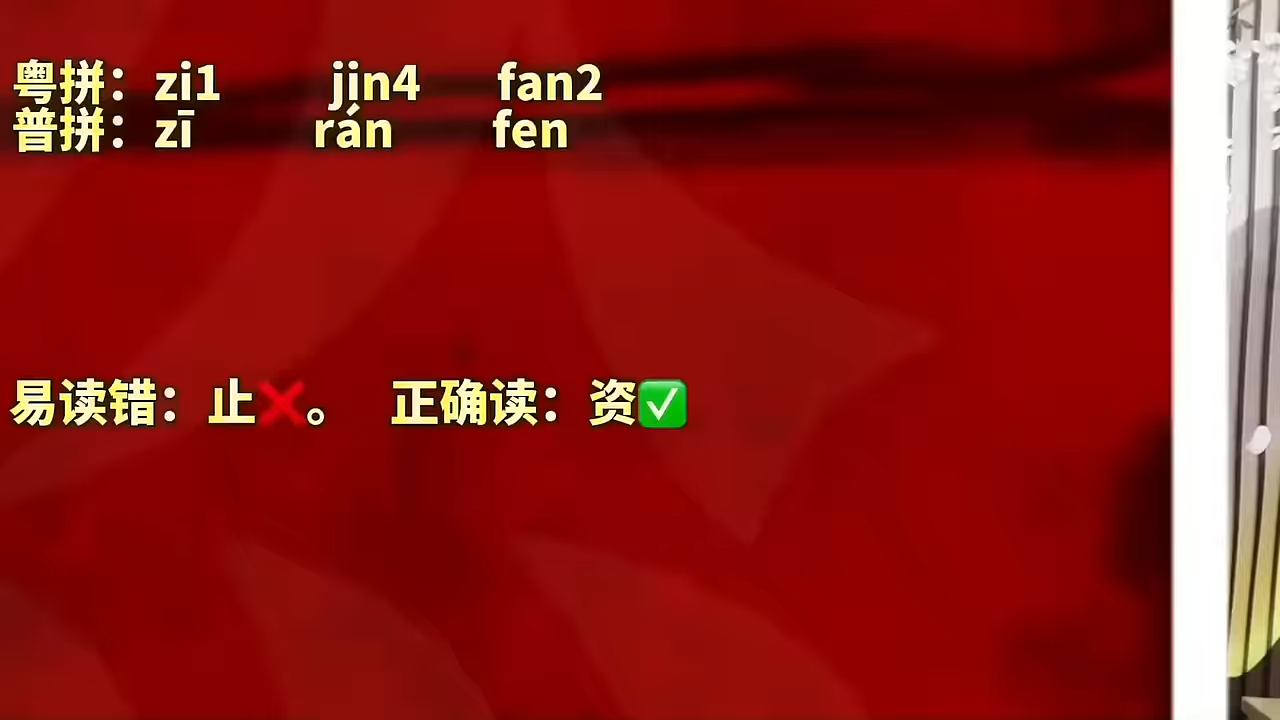 粤拼：zi1 jin4 fan2
普拼：zī rán fen
易读错：止❌。 正确读：资✅